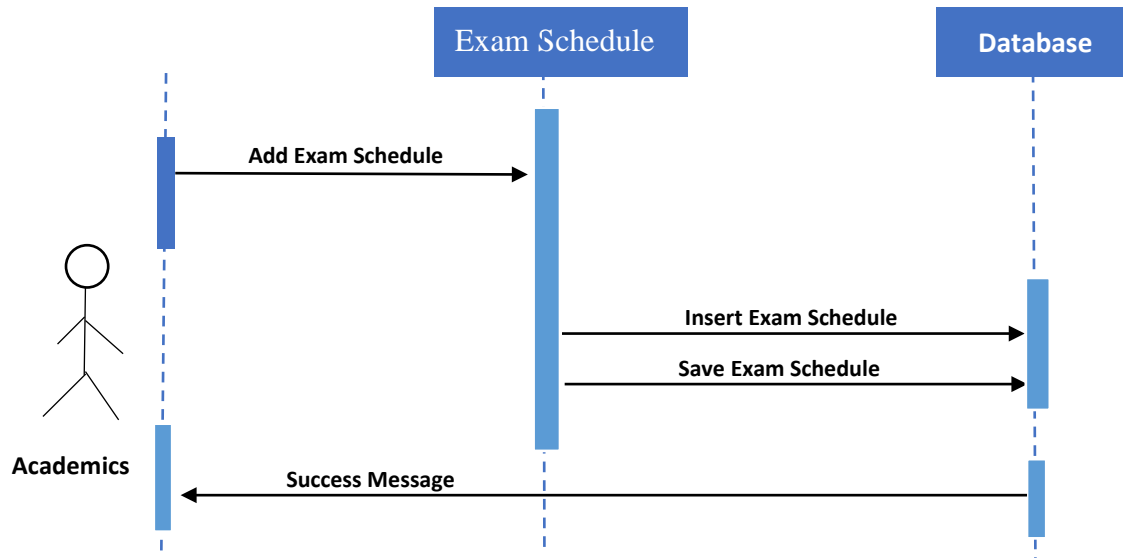 Exam Schedule
Database
Add Exam Schedule
Insert Exam Schedule
Save Exam Schedule
Academics
Success Message